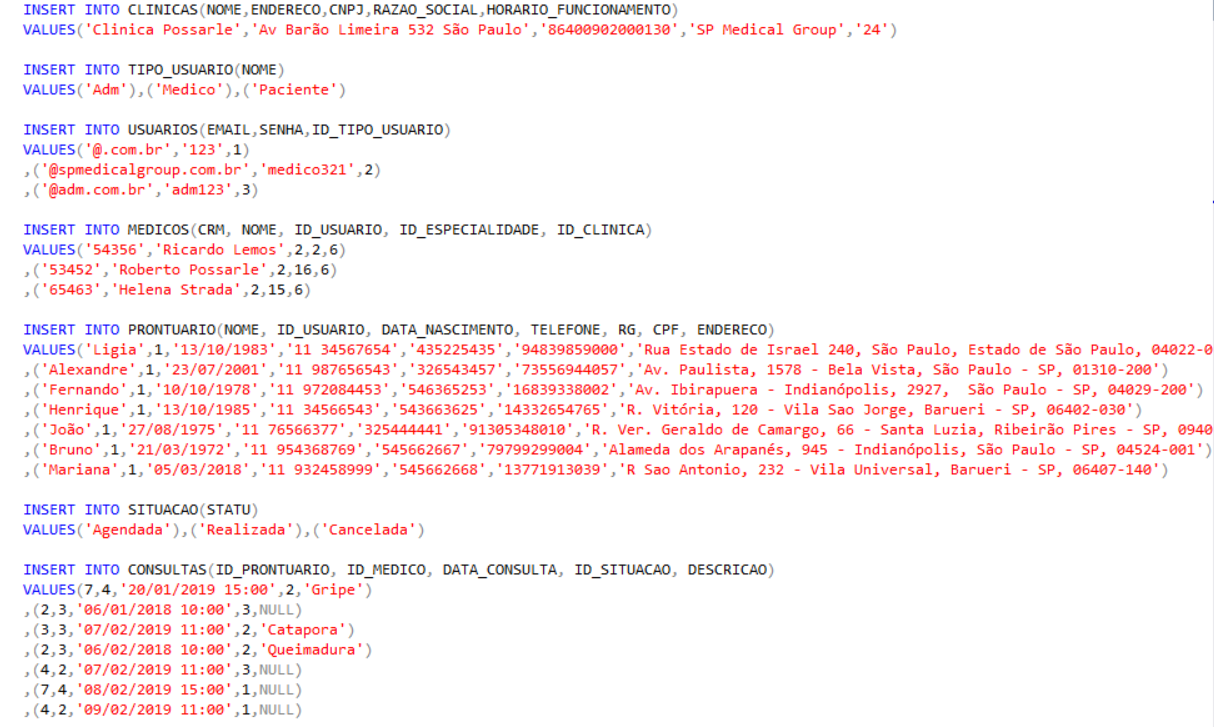 INSERT INTO CLINICAS(NOME,ENDERECO,CNPJ,RAZAO_SOCIAL,HORARIO_FUNCIONAMENTO)
VALUES('Clinica Possarle','Av Barão Limeira 532 São Paulo','86400902000130','SP Medical Group','24')
INSERT INTO TIPO_USUARIO(NOME)
VALUES('Adm'),('Medico'),('Paciente')
INSERT INTO USUARIOS(EMAIL,SENHA,ID_TIPO_USUARIO)
VALUES('@.com.br','123',1)
,('@spmedicalgroup.com.br','medico321',2)
,('@adm.com.br','adm123',3)
INSERT INTO MEDICOS(CRM, NOME, ID_USUARIO, ID_ESPECIALIDADE, ID_CLINICA)
VALUES('54356','Ricardo Lemos',2,2,6)
,('53452','Roberto Possarle',2,16,6)
,('65463','Helena Strada',2,15,6)
INSERT INTO PRONTUARIO(NOME, ID_USUARIO, DATA_NASCIMENTO, TELEFONE, RG, CPF, ENDERECO)
VALUES('Ligia',1,'13/10/1983','11 34567654','435225435','94839859000','Rua Estado de Israel 240, São Paulo, Estado de São Paulo, 04022-0
,('Alexandre',1,'23/07/2001','11 987656543','326543457','73556944057','Av. Paulista, 1578 - Bela Vista, São Paulo - SP, 01310-200')
,('Fernando',1,'10/10/1978','11 972084453','546365253','16839338002','Av. Ibirapuera - Indianópolis, 2927,  São Paulo - SP, 04029-200')
,('Henrique',1,'13/10/1985','11 34566543','543663625','14332654765','R. Vitória, 120 - Vila Sao Jorge, Barueri - SP, 06402-030')
,('João',1,'27/08/1975','11 76566377','325444441','91305348010','R. Ver. Geraldo de Camargo, 66 - Santa Luzia, Ribeirão Pires - SP, 0940
,('Bruno',1,'21/03/1972','11 954368769','545662667','79799299004','Alameda dos Arapanés, 945 - Indianópolis, São Paulo - SP, 04524-001')
,('Mariana',1,'05/03/2018','11 932458999','545662668','13771913039','R Sao Antonio, 232 - Vila Universal, Barueri - SP, 06407-140')
INSERT INTO SITUACAO(STATU)
VALUES('Agendada'),('Realizada'),('Cancelada')
INSERT INTO CONSULTAS(ID_PRONTUARIO, ID_MEDICO, DATA_CONSULTA, ID_SITUACAO, DESCRICAO)
VALUES(7,4,'20/01/2019 15:00',2,'Gripe')
,(2,3,'06/01/2018 10:00',3,NULL)
,(3,3,'07/02/2019 11:00',2,'Catapora')
,(2,3,'06/02/2018 10:00',2,'Queimadura')
,(4,2,'07/02/2019 11:00',3,NULL)
,(7,4,'08/02/2019 15:00',1,NULL)
,(4,2,'09/02/2019 11:00',1,NULL)